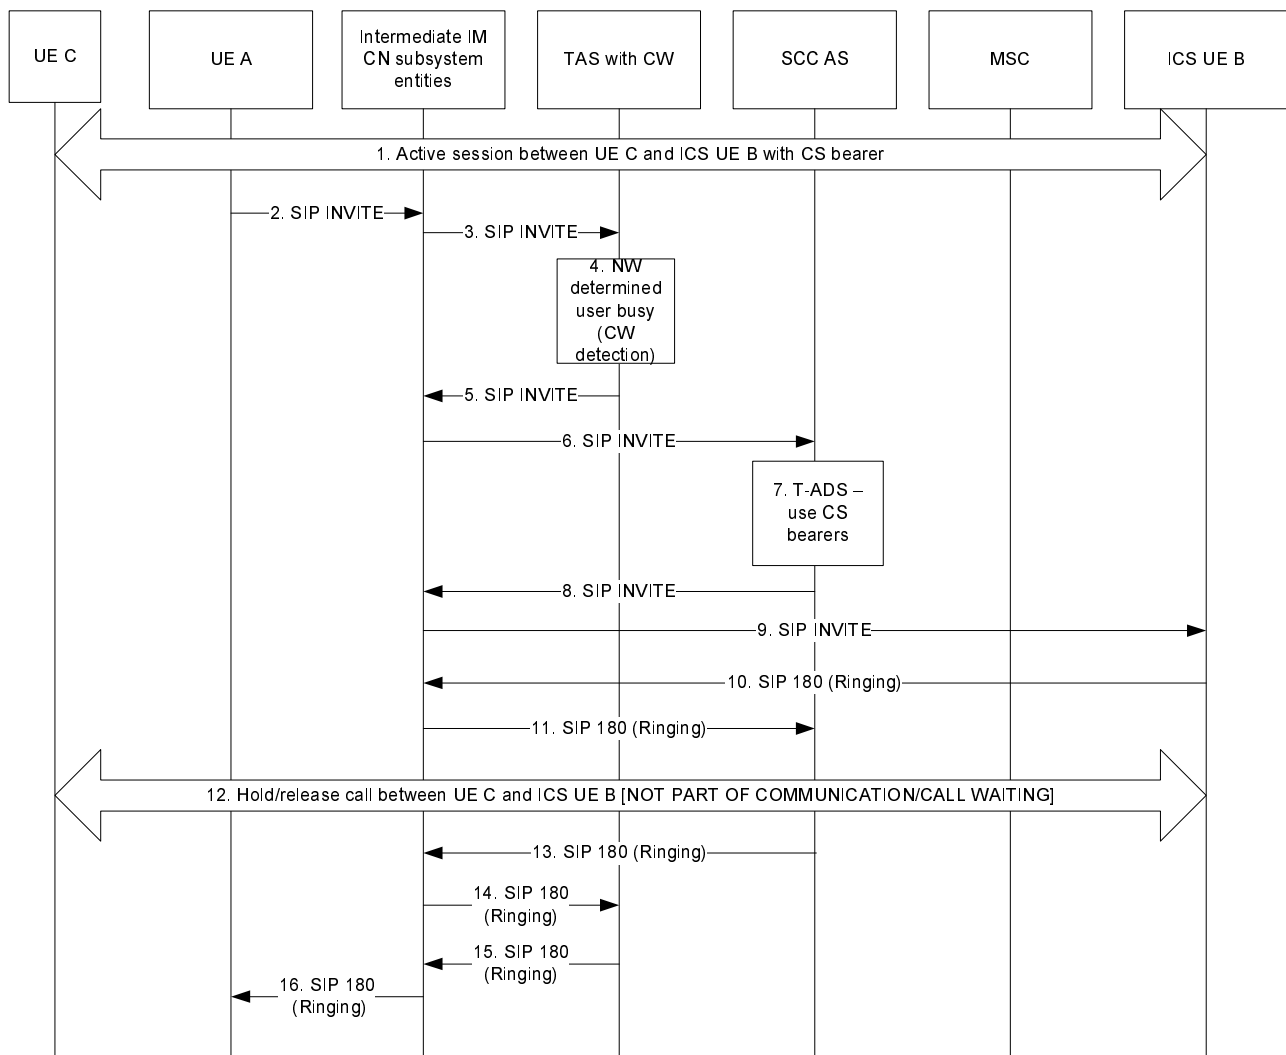 UE C
UE A
Intermediate IM
CN subsystem
entities
TAS with CW
SCC AS
MSC
ICS UE B
1. Active session between UE C and ICS UE B with CS bearer
2. SIP INVITE
3. SIP INVITE
4. NW
determined
user busy
(CW
detection)
5. SIP INVITE
6. SIP INVITE
7. T-ADS –
use CS
bearers
8. SIP INVITE
9. SIP INVITE
10. SIP 180 (Ringing)
11. SIP 180 (Ringing)
12. Hold/release call between UE C and ICS UE B [NOT PART OF COMMUNICATION/CALL WAITING]
13. SIP 180 (Ringing)
14. SIP 180
(Ringing)
15. SIP 180
(Ringing)
16. SIP 180
(Ringing)